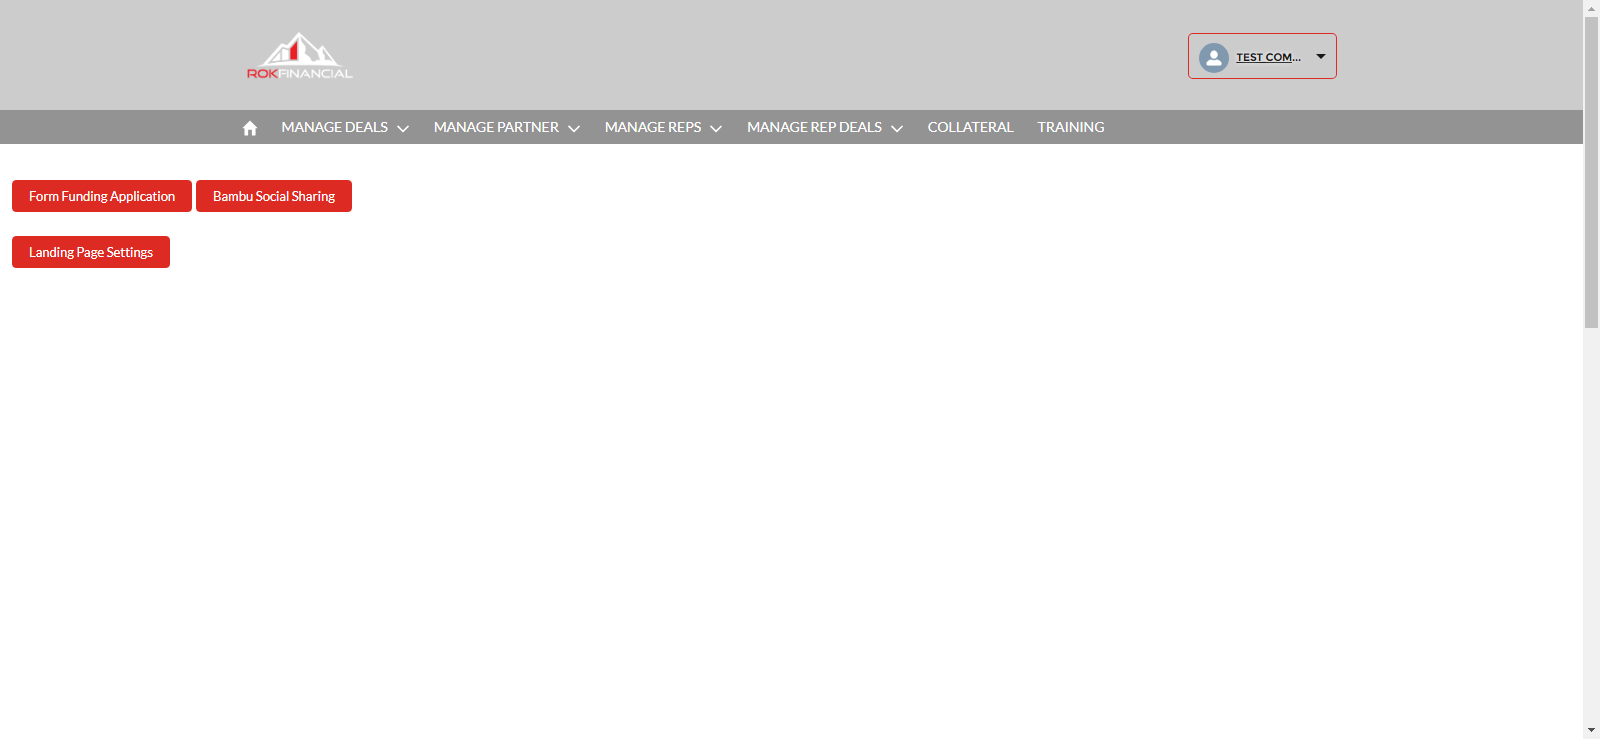 ROKFINANCIAL
TEST COM...
MANAGE DEALS MANAGE PARTNER MANAGE REPS MANAGE REP DEALS COLLATERAL TRAINING
Form Funding Application Bambu Social Sharing
Landing Page Settings